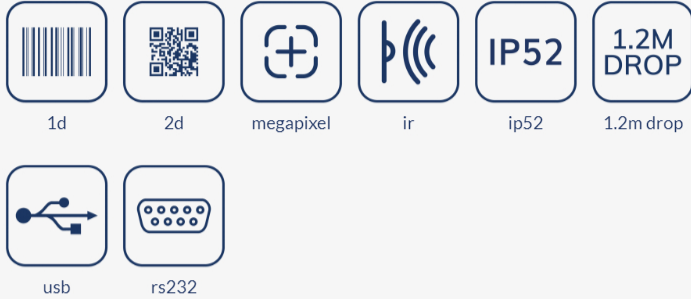 IP52
1.2M
DROP
1d
2d
megapixel
ir
ip52
1.2m drop
usb
rs232